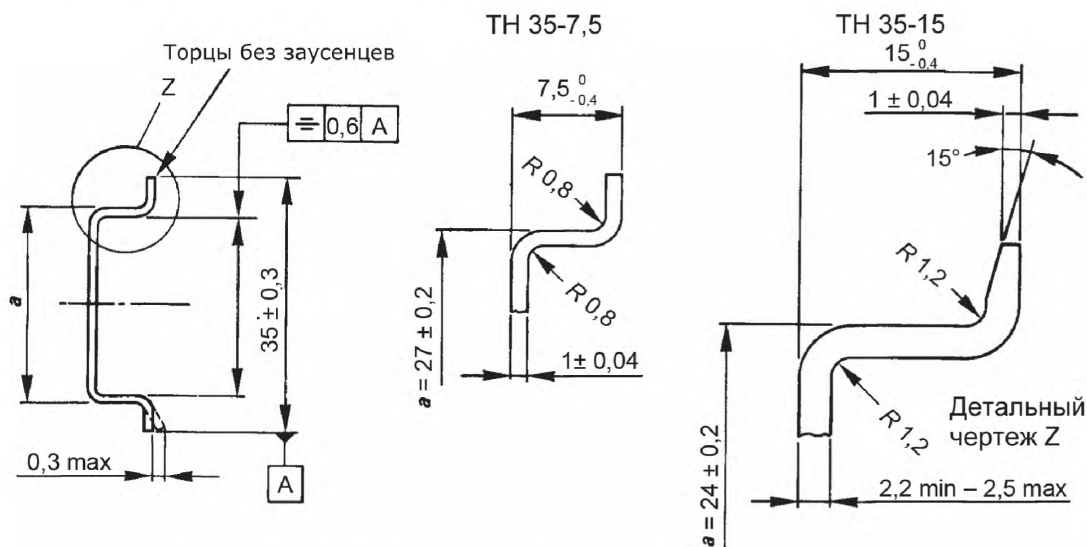 Торцы без заусенцев
Z
⌯ 0,6 A
a
35 ± 0,3
0,3 max
A
ТН 35-7,5
7,5 0 -0,4
R 0,8
R 0,8
a = 27 ± 0,2
1± 0,04
ТН 35-15
15 0 -0,4
1 ± 0,04
15°
R 1,2
R 1,2
a = 24 ± 0,2
Детальный
чертеж Z
2,2 min – 2,5 max